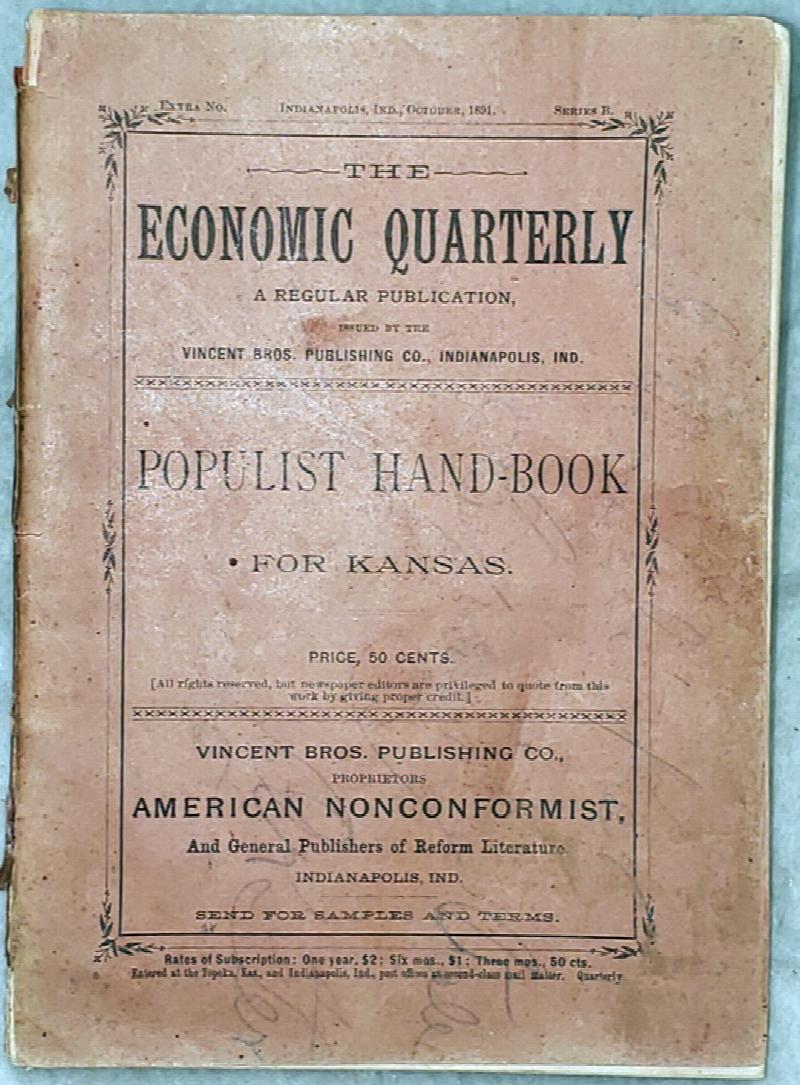 EXTRA NO. INDIANAPOLIS, IND., OCTOBER, 1891. SERIES B.
THE
ECONOMIC QUARTERLY
A REGULAR PUBLICATION,
ISSUED BY THE
VINCENT BROS. PUBLISHING CO., INDIANAPOLIS, IND.
POPULIST HAND-BOOK
FOR KANSAS.
PRICE, 50 CENTS.
[All rights reserved, but newspaper editors are privileged to quote from this
work by giving proper credit.]
VINCENT BROS. PUBLISHING CO.,
PROPRIETORS
AMERICAN NONCONFORMIST,
And General Publishers of Reform Literature.
INDIANAPOLIS, IND.
SEND FOR SAMPLES AND TERMS.
Rates of Subscription: One year, $2; Six mos., $1; Three mos., 50 cts.
Entered at the Topeka, Kas., and Indianapolis, Ind., post offices as second-class mail matter. Quarterly